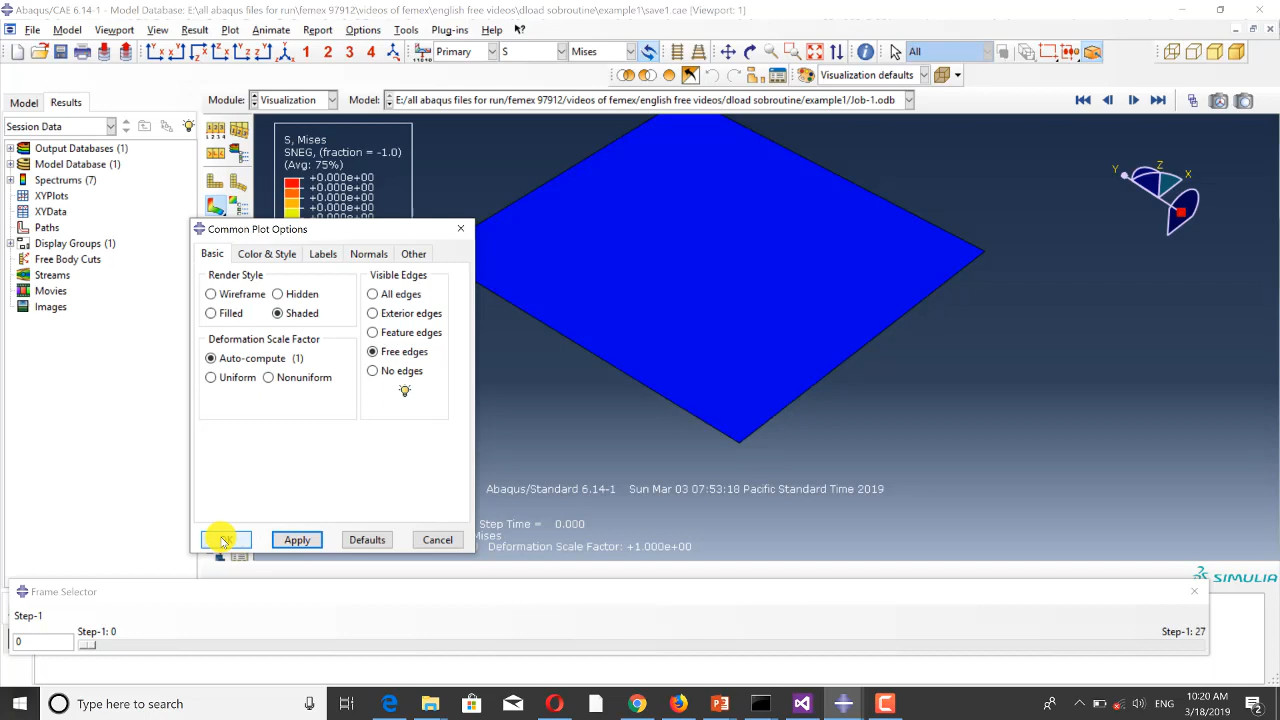 Abaqus/CAE 6.14-1 - Model Database: E:\all abaqus files for run\femex 97912\videos of femex\english free videos\dload sobroutine\example1\save1.cae [Viewport: 1]
File Model Viewport View Result Plot Animate Report Options Tools Plug-ins Help
1 2 3 4 Primary S Mises All
Visualization defaults
Model Results Module: Visualization Model: E:/all abaqus files for run/femex 97912/videos of femex/english free videos/dload sobroutine/example1/Job-1.odb
Session Data
Output Databases (1)
Model Database (1)
Spectrums (7)
XYPlots
XYData
Paths
Display Groups (1)
Free Body Cuts
Streams
Movies
Images
S, Mises
SNEG, (fraction = -1.0)
(Avg: 75%)
+0.000e+00
+0.000e+00
+0.000e+00
+0.000e+00
Y Z X
Common Plot Options
Basic Color & Style Labels Normals Other
Render Style
Wireframe Hidden
Filled Shaded
Deformation Scale Factor
Auto-compute (1)
Uniform Nonuniform
Visible Edges
All edges
Exterior edges
Feature edges
Free edges
No edges
OK Apply Defaults Cancel
Abaqus/Standard 6.14-1 Sun Mar 03 07:53:18 Pacific Standard Time 2019
Step Time = 0.000
Mises
Deformation Scale Factor: +1.000e+00
SIMULIA
Frame Selector
Step-1
0 Step-1: 0 Step-1: 27
Type here to search
ENG 10:20 AM
3/18/2019